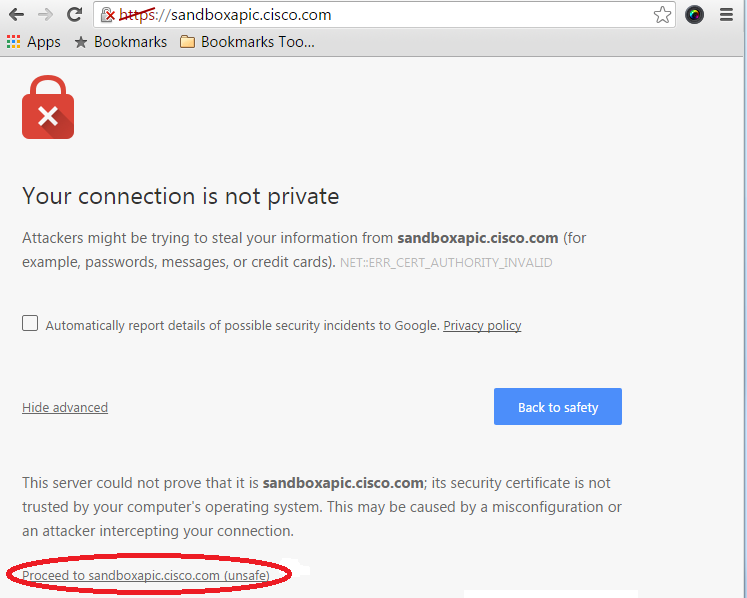 https://sandboxapic.cisco.com
Apps Bookmarks Bookmarks Too...
Your connection is not private
Attackers might be trying to steal your information from sandboxapic.cisco.com (for
example, passwords, messages, or credit cards). NET::ERR_CERT_AUTHORITY_INVALID
Automatically report details of possible security incidents to Google. Privacy policy
Hide advanced
Back to safety
This server could not prove that it is sandboxapic.cisco.com; its security certificate is not
trusted by your computer's operating system. This may be caused by a misconfiguration or
an attacker intercepting your connection.
Proceed to sandboxapic.cisco.com (unsafe)